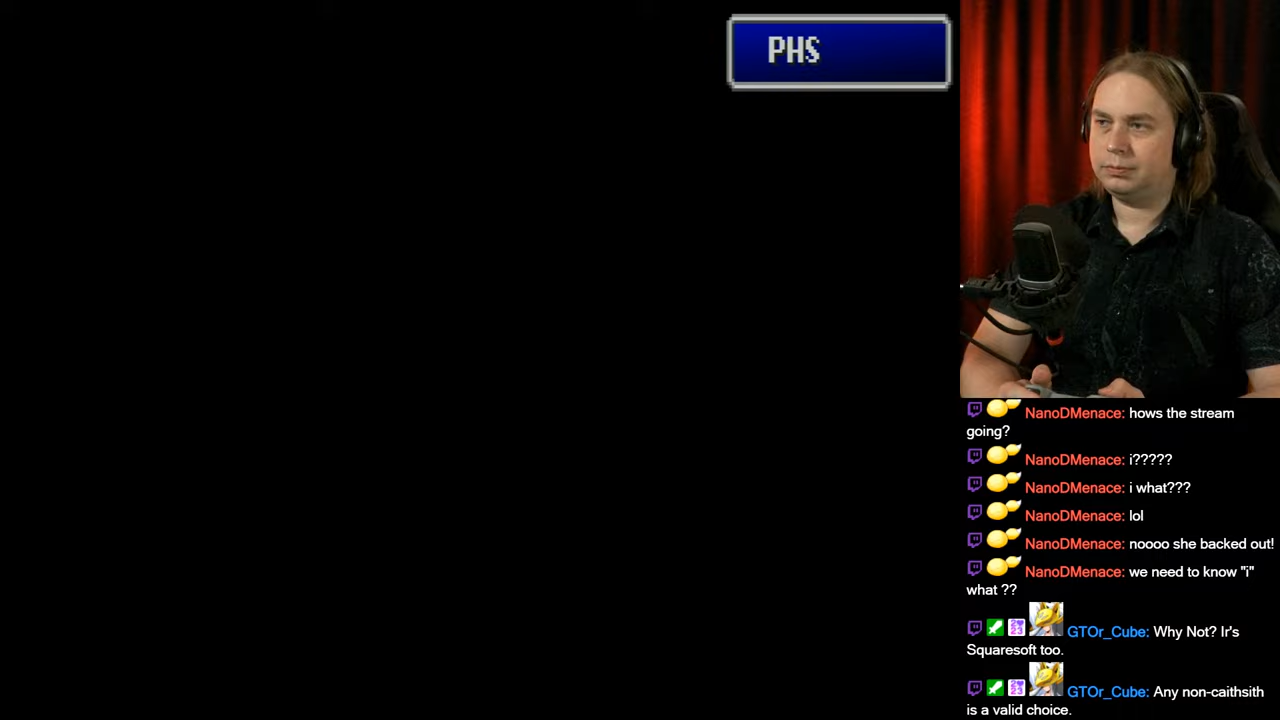 PHS
NanoDMenace: hows the stream
going?
NanoDMenace: i?????
NanoDMenace: i what???
NanoDMenace: lol
NanoDMenace: noooo she backed out!
NanoDMenace: we need to know "i"
what ??
GTOr_Cube: Why Not? Ir's
Squaresoft too.
GTOr_Cube: Any non-caithsith
is a valid choice.